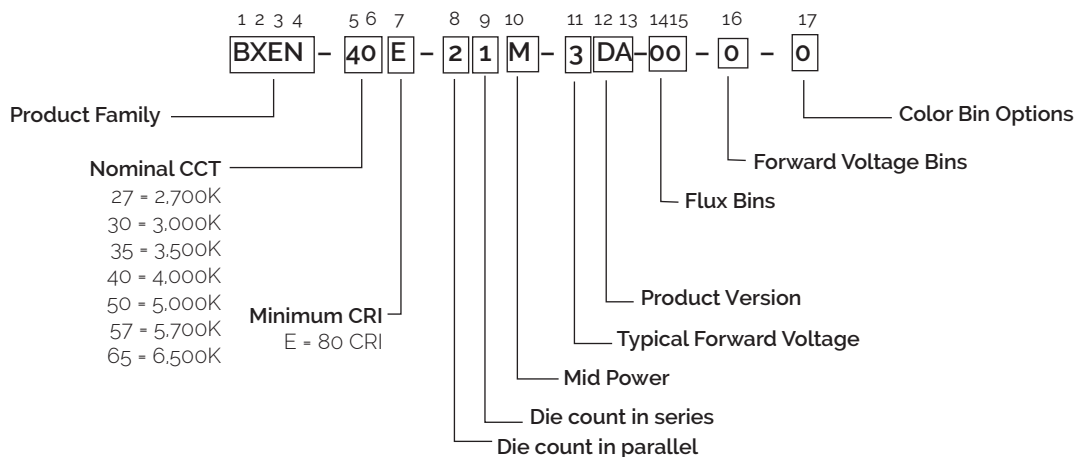 1 2 3 4 5 6 7 8 9 10 11 12 13 1415 16 17
BXEN - 40 E - 2 1 M - 3 DA-00 - 0 - 0
Product Family
Color Bin Options
Nominal CCT
27 = 2,700K
30 = 3,000K
35 = 3,500K
40 = 4,000K
50 = 5,000K
57 = 5,700K
65 = 6,500K
Forward Voltage Bins
Flux Bins
Minimum CRI
E = 80 CRI
Product Version
Typical Forward Voltage
Mid Power
Die count in series
Die count in parallel